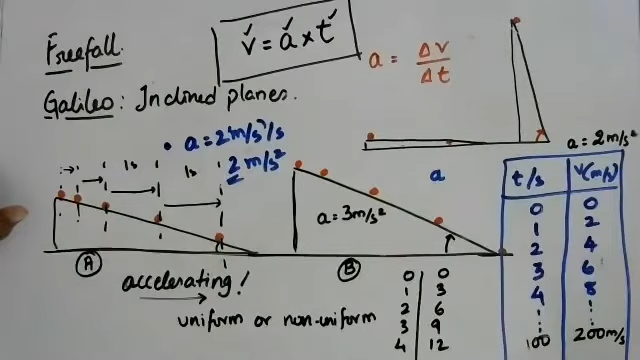 Freefall.
v = a × t
a = Δv
Δt
Galileo: Inclined planes.
1s
1s
a = 2m/s/s
2 m/s²
a = 2m/s²
a
a = 3m/s²
A
B
accelerating!
uniform or non-uniform
0 0
1 3
2 6
3 9
4 12
t/s v(m/s)
0 0
1 2
2 4
3 6
4 8
⋮ ⋮
100 200m/s